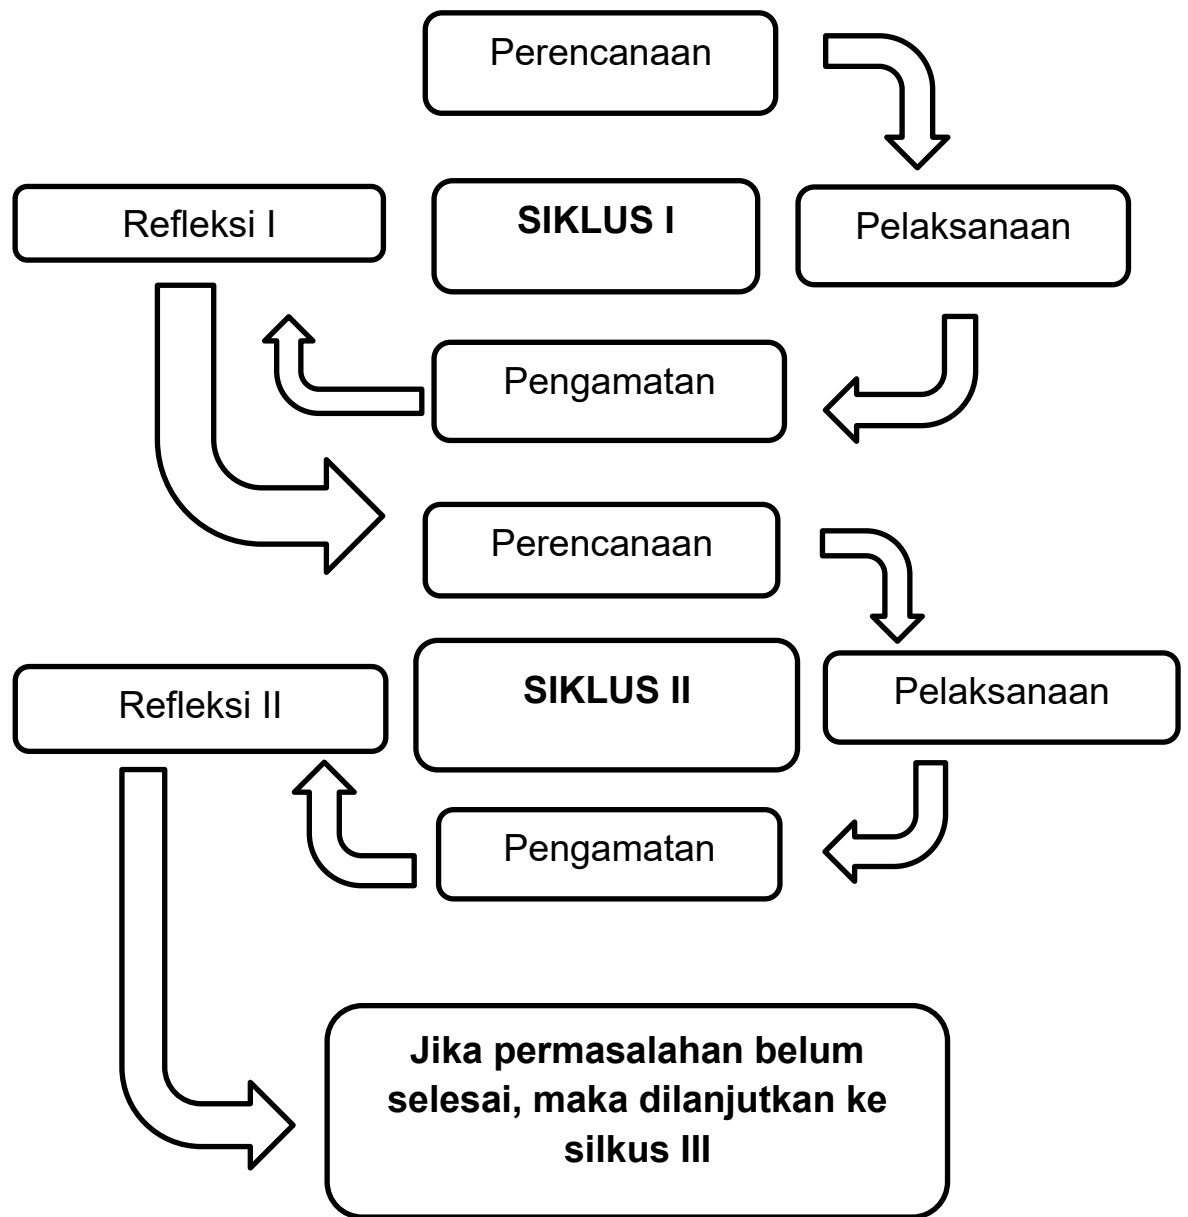 Perencanaan
Refleksi I
SIKLUS I
Pelaksanaan
Pengamatan
Perencanaan
Refleksi II
SIKLUS II
Pelaksanaan
Pengamatan
Jika permasalahan belum
selesai, maka dilanjutkan ke
silkus III